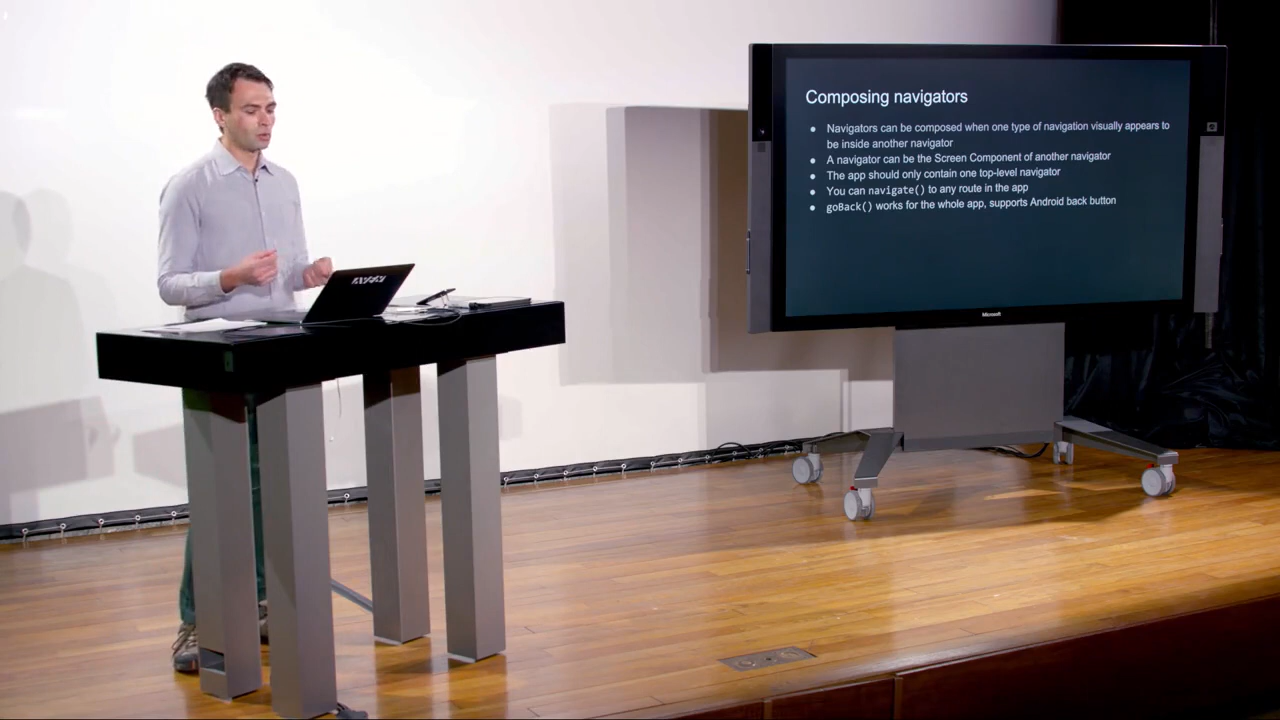 Composing navigators
● Navigators can be composed when one type of navigation visually appears to
be inside another navigator
● A navigator can be the Screen Component of another navigator
● The app should only contain one top-level navigator
● You can navigate() to any route in the app
● goBack() works for the whole app, supports Android back button
Microsoft